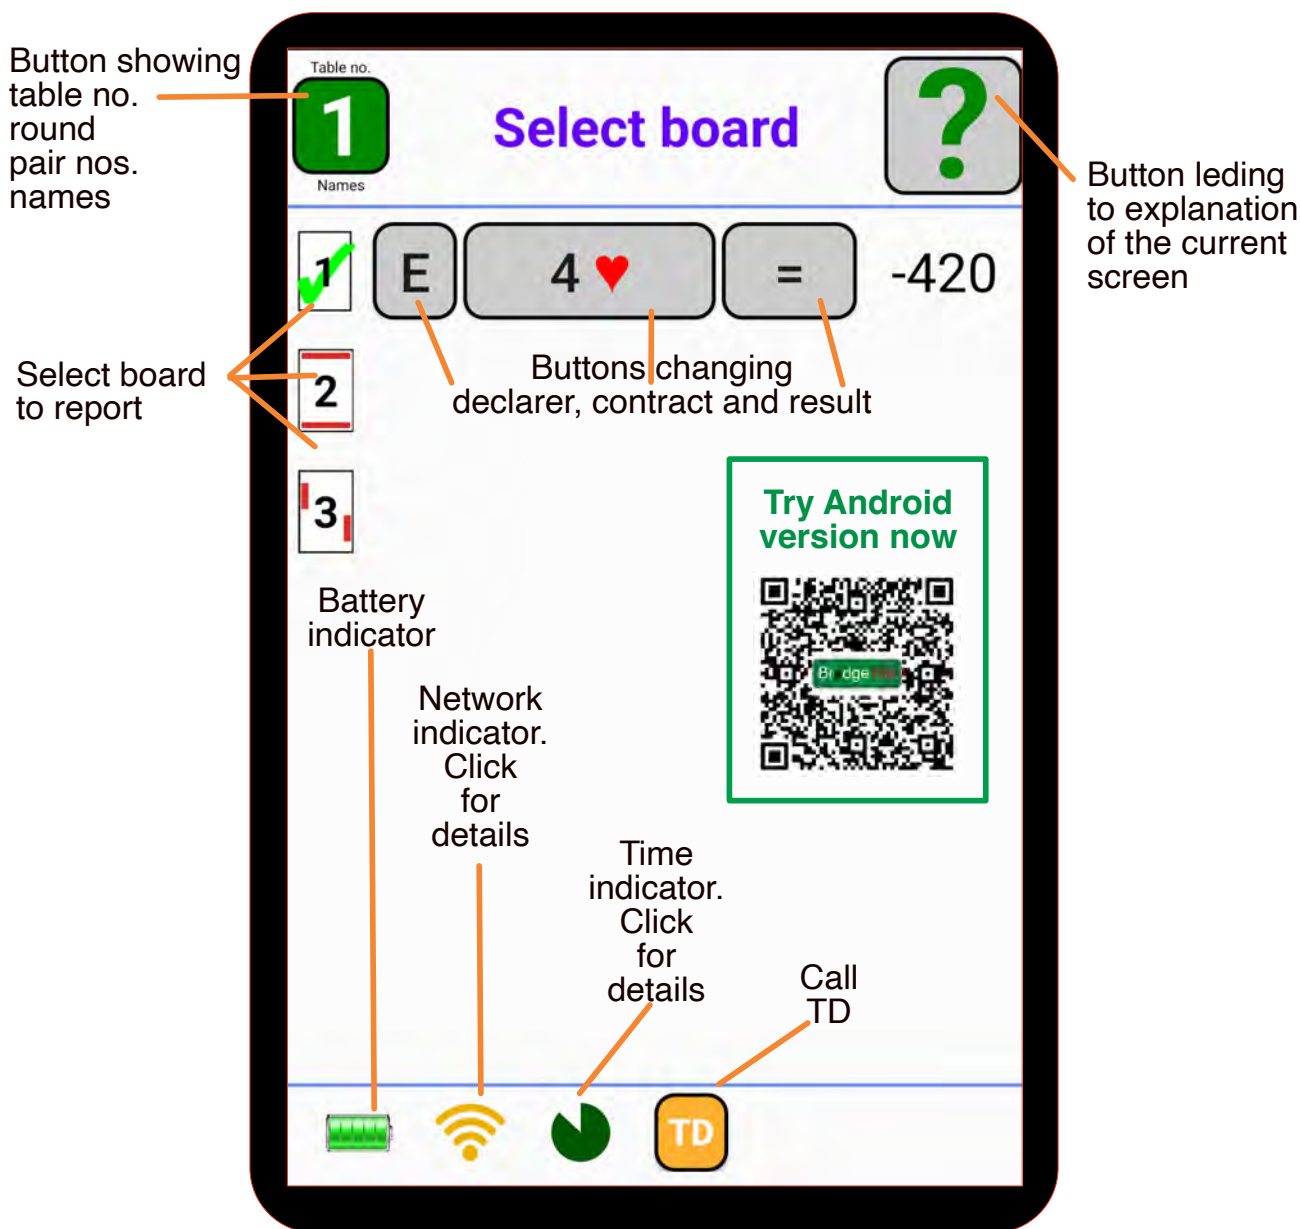 Button showing
table no.
round
pair nos.
names
Table no.
1
Names
Select board
?
Button leding
to explanation
of the current
screen
1
E
4 ♥
=
-420
Select board
to report
Buttons changing
declarer, contract and result
2
3
Try Android
version now
Battery
indicator
Network
indicator.
Click
for
details
Time
indicator.
Click
for
details
Call
TD
TD